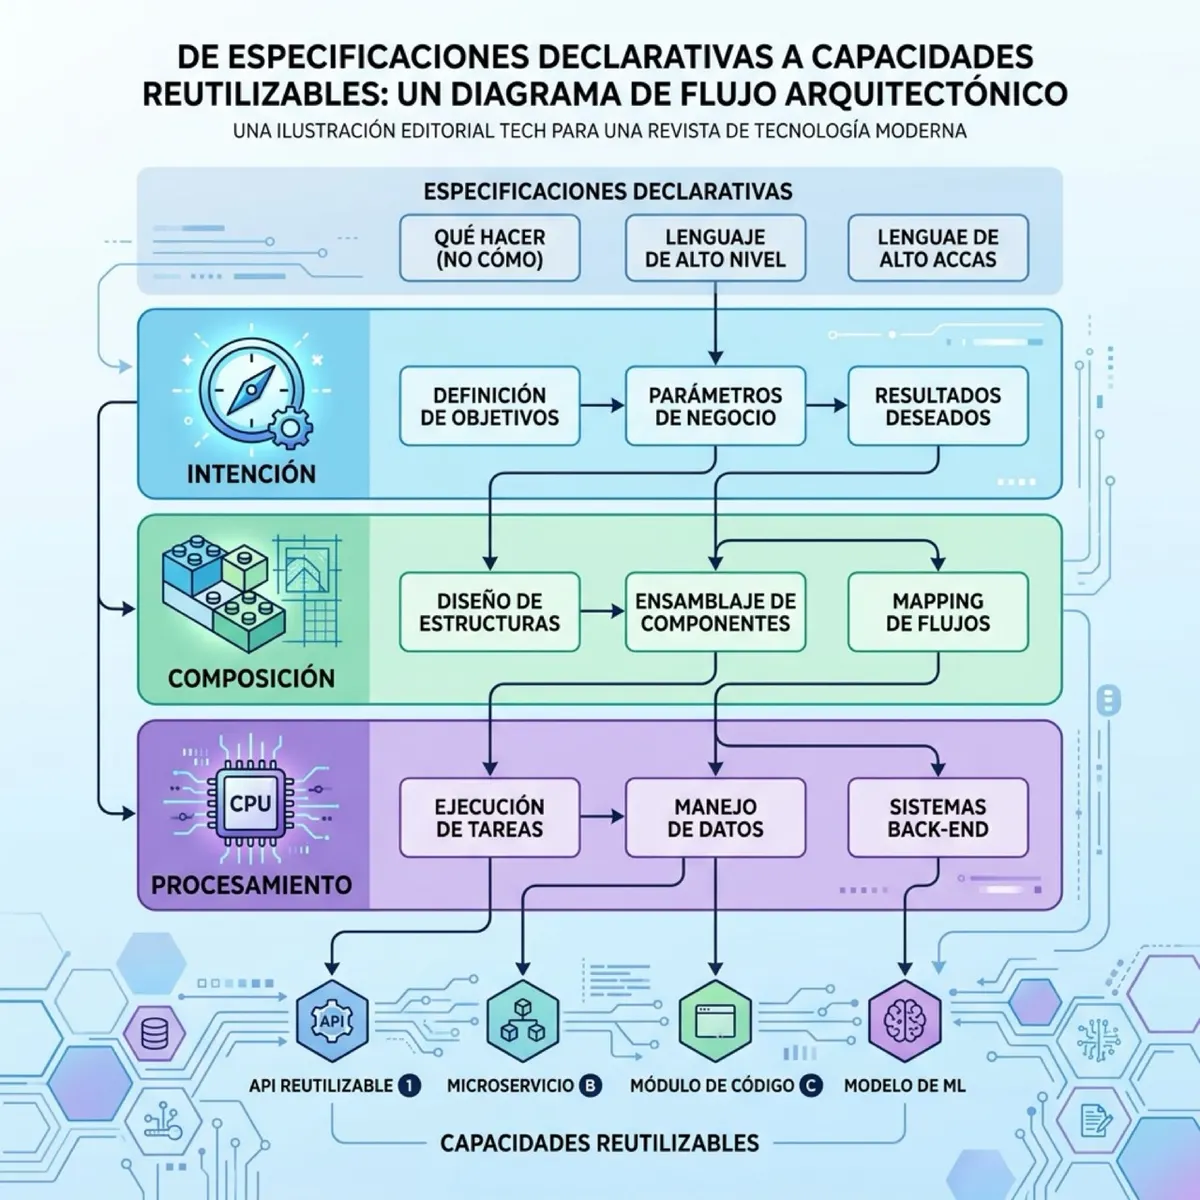 DE ESPECIFICACIONES DECLARATIVAS A CAPACIDADES
REUTILIZABLES: UN DIAGRAMA DE FLUJO ARQUITECTÓNICO
UNA ILUSTRACIÓN EDITORIAL TECH PARA UNA REVISTA DE TECNOLOGÍA MODERNA
ESPECIFICACIONES DECLARATIVAS
QUÉ HACER
(NO CÓMO)
LENGUAJE
DE ALTO NIVEL
LENGUAE DE
ALTO ACCAS
INTENCIÓN
DEFINICIÓN
DE OBJETIVOS
PARÁMETROS
DE NEGOCIO
RESULTADOS
DESEADOS
COMPOSICIÓN
DISEÑO DE
ESTRUCTURAS
ENSAMBLAJE DE
COMPONENTES
MAPPING
DE FLUJOS
CPU
PROCESAMIENTO
EJECUCIÓN
DE TAREAS
MANEJO
DE DATOS
SISTEMAS
BACK-END
API
API REUTILIZABLE 1
MICROSERVICIO B
MÓDULO DE CÓDIGO C
MODELO DE ML
CAPACIDADES REUTILIZABLES